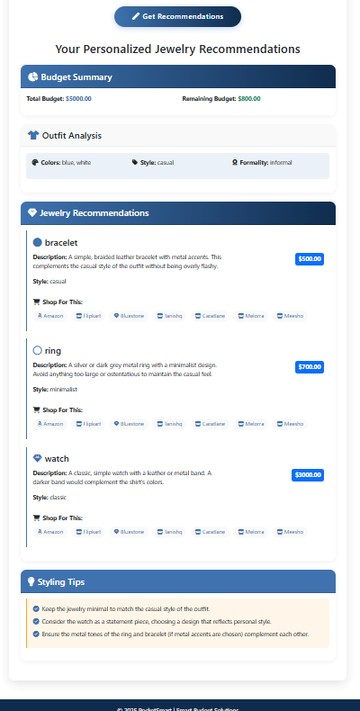 Get Recommendations
Your Personalized Jewelry Recommendations
Budget Summary
Total Budget: $5000.00 Remaining Budget: $800.00
Outfit Analysis
Colors: blue, white Style: casual Formality: informal
Jewelry Recommendations
bracelet
Description: A simple, braided leather bracelet with metal accents. This
complements the casual style of the outfit without being overly flashy.
$500.00
Style: casual
Shop For This:
Amazon Flipkart Bluestone Tanishq Caratlane Melorra Meesho
ring
Description: A silver or dark grey metal ring with a minimalist design.
Avoid anything too large or ostentatious to maintain the casual feel.
$700.00
Style: minimalist
Shop For This:
Amazon Flipkart Bluestone Tanishq Caratlane Melorra Meesho
watch
Description: A classic, simple watch with a leather or metal band. A
darker band would complement the shirt's colors.
$3000.00
Style: classic
Shop For This:
Amazon Flipkart Bluestone Tanishq Caratlane Melorra Meesho
Styling Tips
Keep the jewelry minimal to match the casual style of the outfit.
Consider the watch as a statement piece, choosing a design that reflects personal style.
Ensure the metal tones of the ring and bracelet (if metal accents are chosen) complement each other.
© 2025 PocketSmart | Smart Budget Solutions